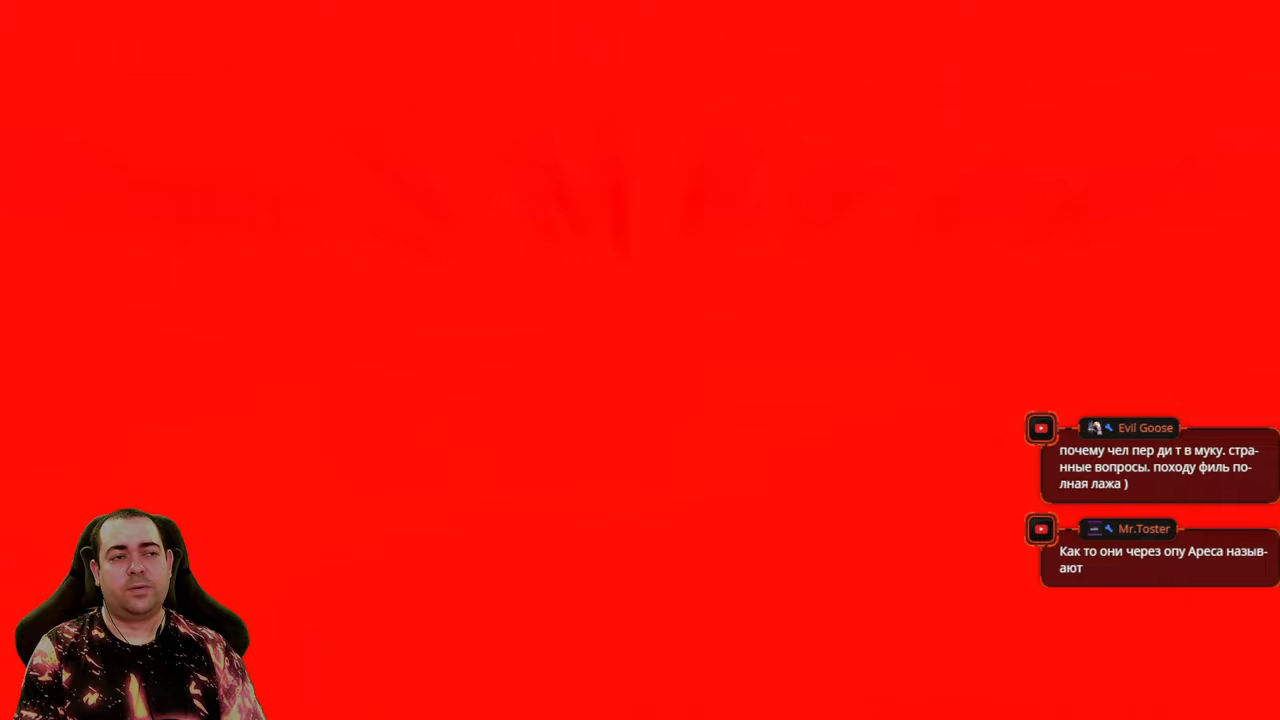 Evil Goose
почему чел пер ди т в муку. стра-
нные вопросы. походу филь по-
лная лажа )
Mr.Toster
Как то они через опу Ареса назыв-
ают